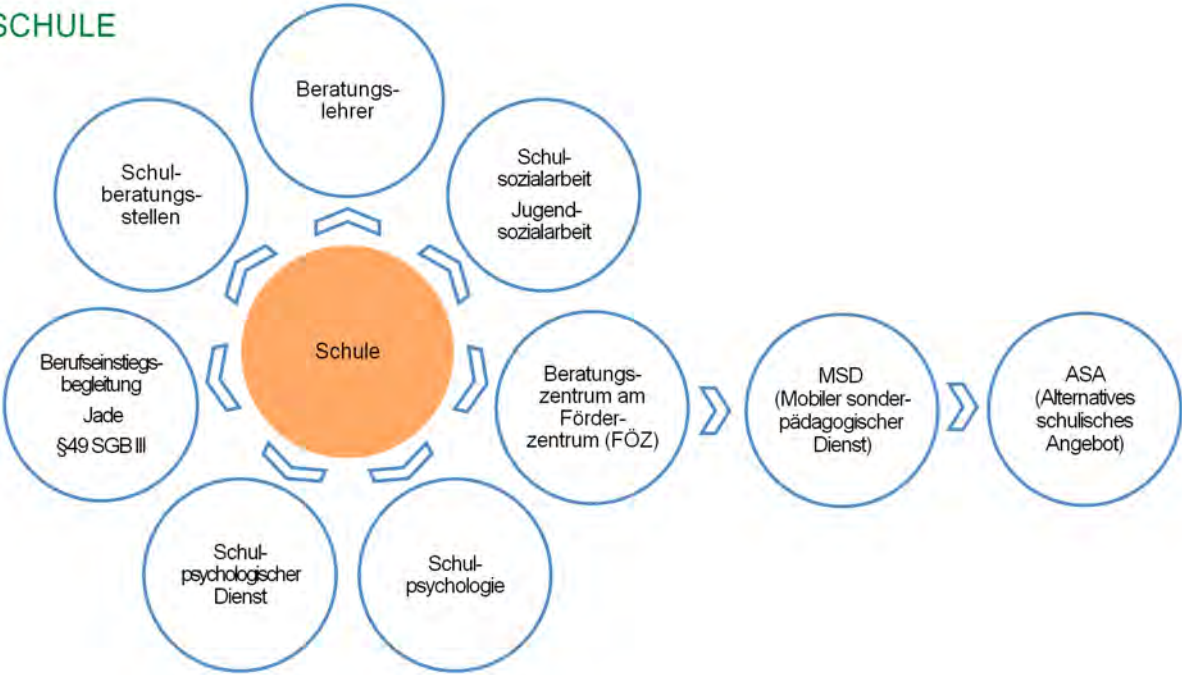 SCHULE
Beratungs-
lehrer
Schul-
sozialarbeit
Jugend-
sozialarbeit
Schul-
beratungs-
stellen
Schule
Berufseinstiegs-
begleitung
Jade
§49 SGB III
Beratungs-
zentrum am
Förder-
zentrum (FÖZ)
MSD
(Mobiler sonder-
pädagogischer
Dienst)
ASA
(Alternatives
schulisches
Angebot)
Schul-
psychologischer
Dienst
Schul-
psychologie